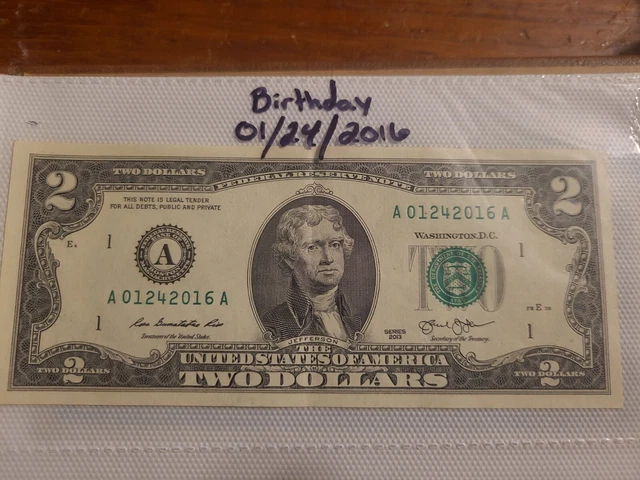 Birthday
01/24/2016
2 TWO DOLLARS FEDERAL RESERVE NOTE TWO DOLLARS 2
THIS NOTE IS LEGAL TENDER
FOR ALL DEBTS, PUBLIC AND PRIVATE
A 01242016 A
WASHINGTON, D.C.
1
A
TWO
1
A 01242016 A
1
Treasurer of the United States.
JEFFERSON
SERIES
2013
Secretary of the Treasury.
1
THE
UNITED STATES OF AMERICA
TWO DOLLARS
2
TWO DOLLARS
TWO DOLLARS
2